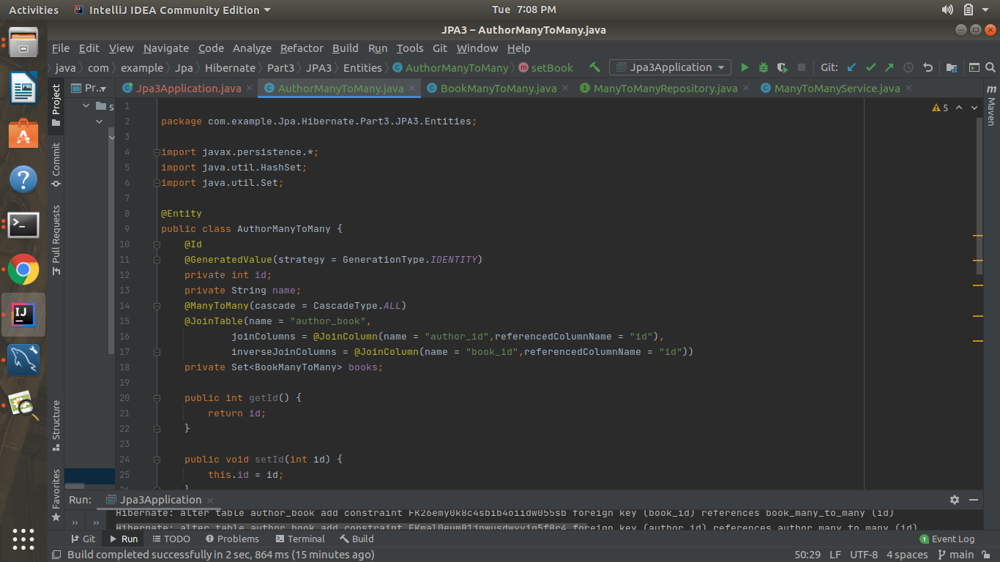 Activities IntelliJ IDEA Community Edition Tue 7:08 PM
JPA3 – AuthorManyToMany.java
File Edit View Navigate Code Analyze Refactor Build Run Tools Git Window Help
java com example Jpa Hibernate Part3 JPA3 Entities AuthorManyToMany setBook Jpa3Application Git:
Pr... Jpa3Application.java AuthorManyToMany.java BookManyToMany.java ManyToManyRepository.java ManyToManyService.java
Project
Commit
Pull Requests
Structure
Favorites
Maven
s
5
1
2 package com.example.Jpa.Hibernate.Part3.JPA3.Entities;
3
4 import javax.persistence.*;
5 import java.util.HashSet;
6 import java.util.Set;
7
8 @Entity
9 public class AuthorManyToMany {
10 @Id
11 @GeneratedValue(strategy = GenerationType.IDENTITY)
12 private int id;
13 private String name;
14 @ManyToMany(cascade = CascadeType.ALL)
15 @JoinTable(name = "author_book",
16 joinColumns = @JoinColumn(name = "author_id",referencedColumnName = "id"),
17 inverseJoinColumns = @JoinColumn(name = "book_id",referencedColumnName = "id"))
18 private Set<BookManyToMany> books;
19
20 public int getId() {
21 return id;
22 }
23
24 public void setId(int id) {
25 this.id = id;
26 }
Run: Jpa3Application
Hibernate: alter table author_book add constraint FK26emy0k8c4sbib4oiidw055sb foreign key (book_id) references book_many_to_many (id)
Hibernate: alter table author_book add constraint foreign key (author_id) references author_many_to_many (id)
Git Run TODO Problems Terminal Build 1 Event Log
Build completed successfully in 2 sec, 864 ms (15 minutes ago) 50:29 LF UTF-8 4 spaces main